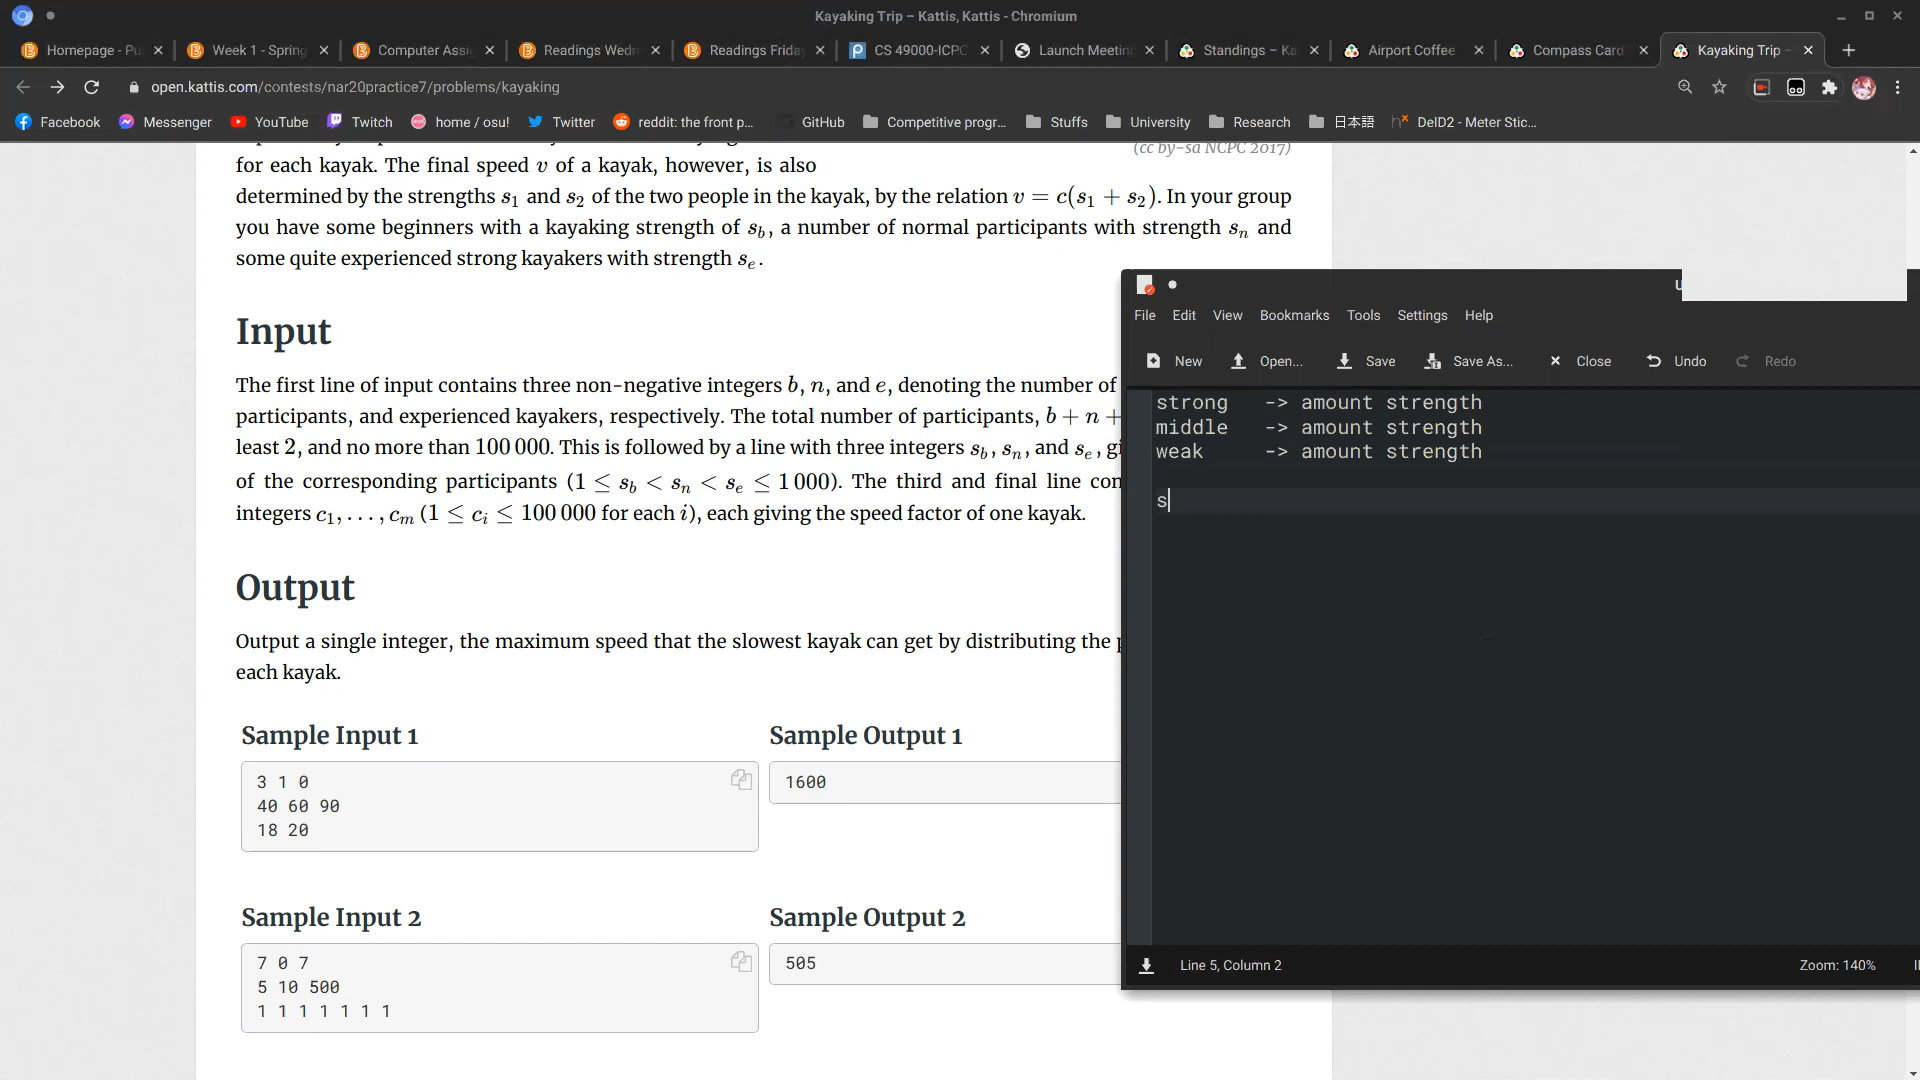 Kayaking Trip – Kattis, Kattis - Chromium
Homepage - Pu
Week 1 - Spring
Computer Assi
Readings Wedn
Readings Friday
CS 49000-ICPC
Launch Meetin
Standings – Ka
Airport Coffee
Compass Card
Kayaking Trip –
open.kattis.com/contests/nar20practice7/problems/kayaking
Facebook
Messenger
YouTube
Twitch
home / osu!
Twitter
reddit: the front p...
GitHub
Competitive progr...
Stuffs
University
Research
日本語
DelD2 - Meter Stic...
(cc by-sa NCPC 2017)
for each kayak. The final speed v of a kayak, however, is also
determined by the strengths s1 and s2 of the two people in the kayak, by the relation v = c(s1 + s2). In your group
you have some beginners with a kayaking strength of sb, a number of normal participants with strength sn and
some quite experienced strong kayakers with strength se.
Input
The first line of input contains three non-negative integers b, n, and e, denoting the number of
participants, and experienced kayakers, respectively. The total number of participants, b + n +
least 2, and no more than 100 000. This is followed by a line with three integers sb, sn, and se, gi
of the corresponding participants (1 ≤ sb < sn < se ≤ 1 000). The third and final line con
integers c1, . . . , cm (1 ≤ ci ≤ 100 000 for each i), each giving the speed factor of one kayak.
Output
Output a single integer, the maximum speed that the slowest kayak can get by distributing the p
each kayak.
Sample Input 1
Sample Output 1
3 1 0
40 60 90
18 20
1600
Sample Input 2
Sample Output 2
7 0 7
5 10 500
1 1 1 1 1 1 1
505
File
Edit
View
Bookmarks
Tools
Settings
Help
New
Open...
Save
Save As...
Close
Undo
Redo
strong -> amount strength
middle -> amount strength
weak -> amount strength
s
Line 5, Column 2
Zoom: 140%